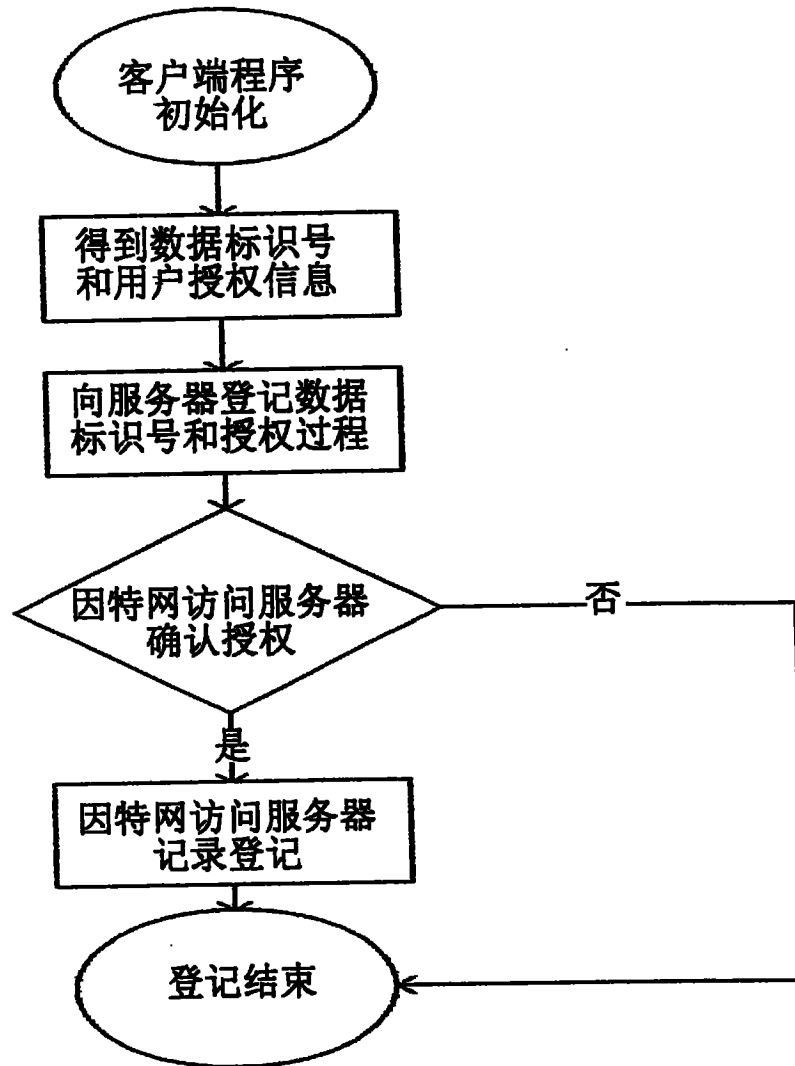 客户端程序
初始化
得到数据标识号
和用户授权信息
向服务器登记数据
标识号和授权过程
因特网访问服务器
确认授权
否
是
因特网访问服务器
记录登记
登记结束